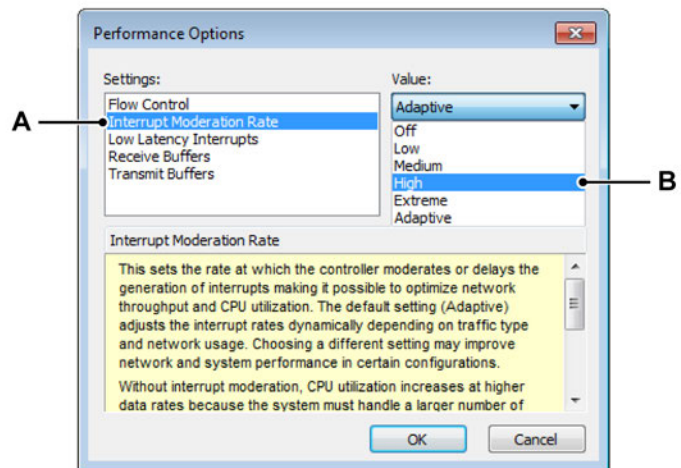 Performance Options
Settings:
Value:
Flow Control
Interrupt Moderation Rate
Low Latency Interrupts
Receive Buffers
Transmit Buffers
Adaptive
Off
Low
Medium
High
Extreme
Adaptive
A
B
Interrupt Moderation Rate
This sets the rate at which the controller moderates or delays the
generation of interrupts making it possible to optimize network
throughput and CPU utilization. The default setting (Adaptive)
adjusts the interrupt rates dynamically depending on traffic type
and network usage. Choosing a different setting may improve
network and system performance in certain configurations.
Without interrupt moderation, CPU utilization increases at higher
data rates because the system must handle a larger number of
OK
Cancel